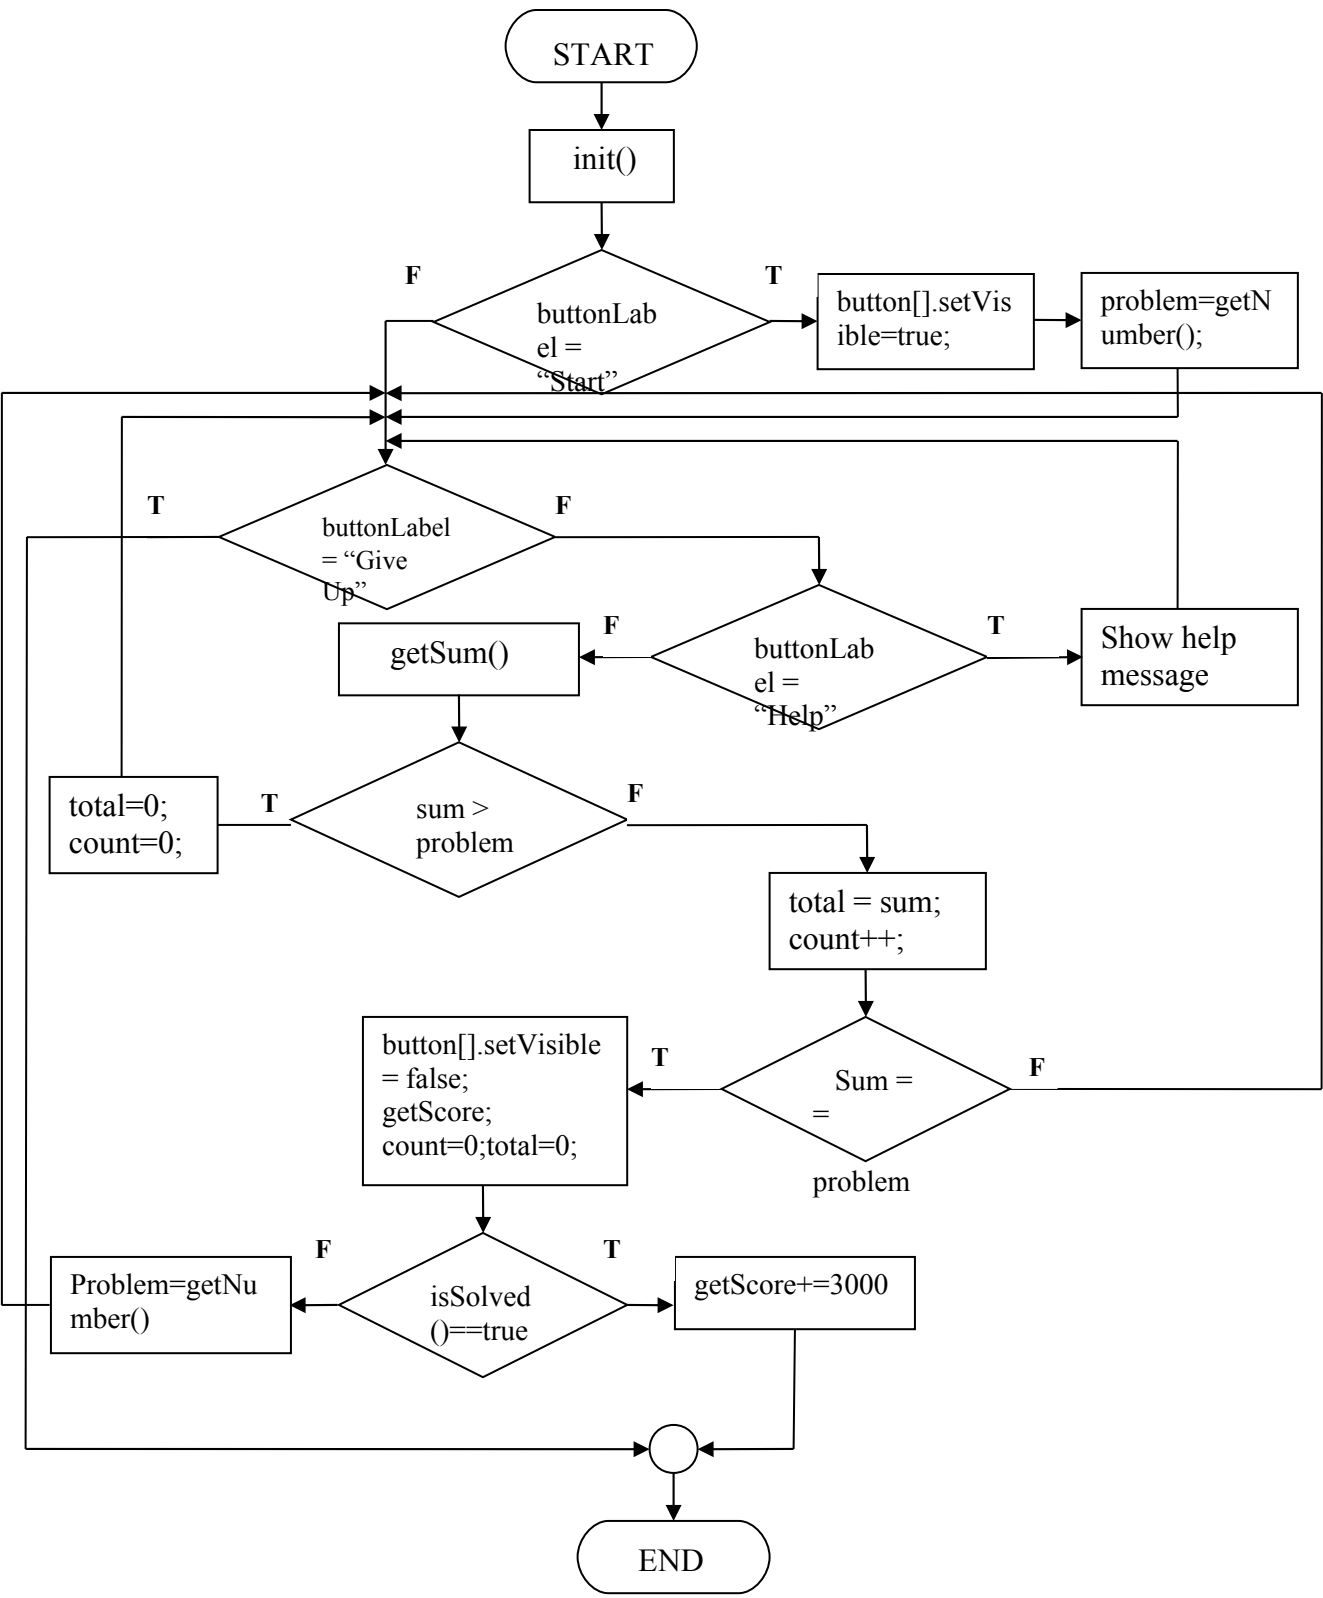 START
init()
F
T
buttonLab
el =
“Start”
button[].setVis
ible=true;
problem=getN
umber();
T
F
buttonLabel
= “Give
Up”
F
T
getSum()
buttonLab
el =
“Help”
Show help
message
T
F
total=0;
count=0;
sum >
problem
total = sum;
count++;
button[].setVisible
= false;
getScore;
count=0;total=0;
T
F
Sum =
=
problem
F
T
Problem=getNu
mber()
isSolved
()==true
getScore+=3000
END